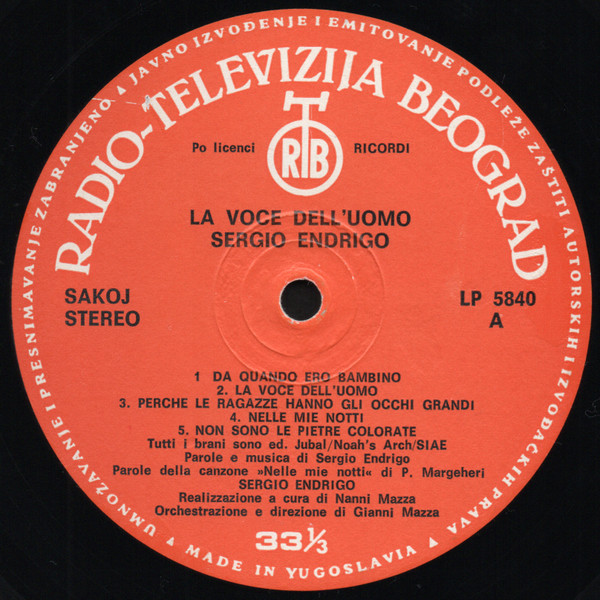 UMNOŽAVANJE I PRESNIMAVANJE ZABRANJENO ▲ JAVNO IZVOĐENJE I EMITOVANJE PODLEŽE ZAŠTITI AUTORSKIH I IZVOĐAČKIH PRAVA ▲
RADIO-TELEVIZIJA BEOGRAD
Po licenci RTB RICORDI
LA VOCE DELL'UOMO
SERGIO ENDRIGO
SAKOJ LP 5840
STEREO A
1 DA QUANDO ERO BAMBINO
2. LA VOCE DELL'UOMO
3. PERCHE LE RAGAZZE HANNO GLI OCCHI GRANDI
4. NELLE MIE NOTTI
5. NON SONO LE PIETRE COLORATE
Tutti i brani sono ed. Jubal/Noah's Arch/SIAE
Parole e musica di Sergio Endrigo
Parole della canzone »Nelle mie notti« di P. Margeheri
SERGIO ENDRIGO
Realizzazione a cura di Nanni Mazza
Orchestrazione e direzione di Gianni Mazza
33⅓
MADE IN YUGOSLAVIA ▲